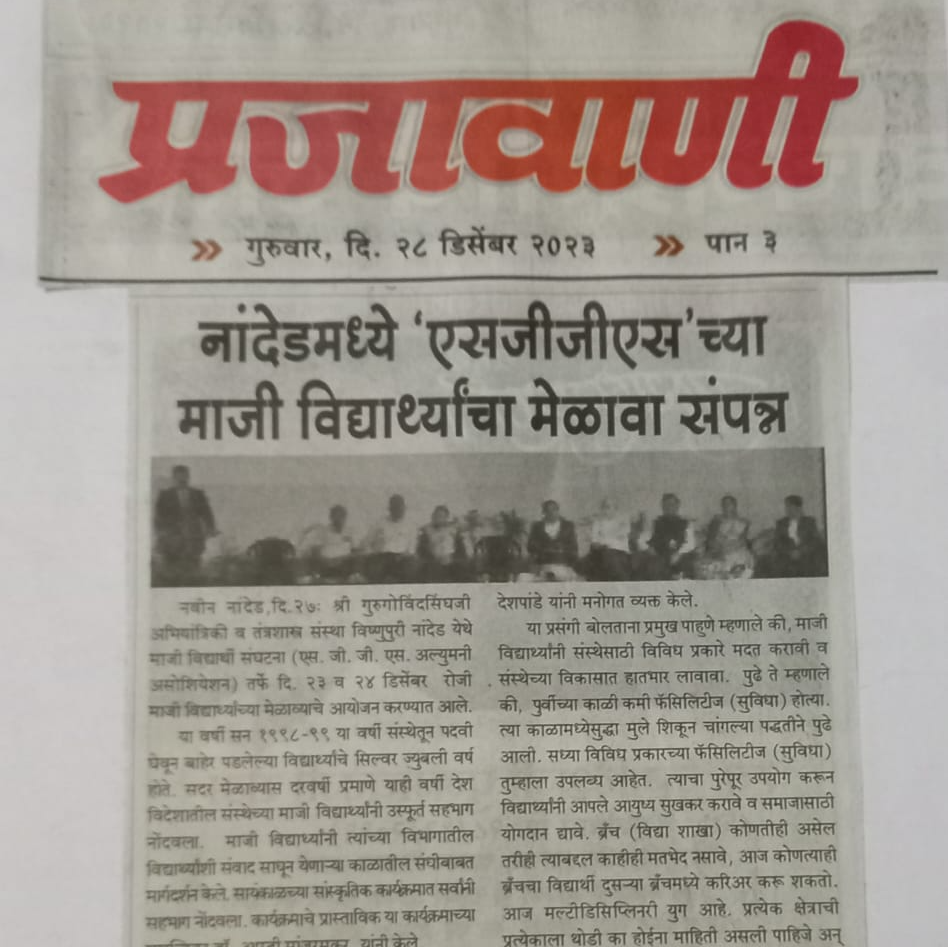 प्रजावाणी
गुरुवार, दि. २८ डिसेंबर २०२३ पान ३
नांदेडमध्ये ‘एसजीजीएस’च्या
माजी विद्यार्थ्यांचा मेळावा संपन्न
नवीन नांदेड,दि.२७: श्री गुरुगोविंदसिंघजी
अभियांत्रिकी व तंत्रशास्त्र संस्था विष्णुपुरी नांदेड येथे
माजी विद्यार्थी संघटना (एस. जी. जी. एस. अल्युमनी
असोशियेशन) तर्फे दि. २३ व २४ डिसेंबर रोजी
माजी विद्यार्थ्यांच्या मेळाव्याचे आयोजन करण्यात आले.
या वर्षी सन १९९८-९९ या वर्षी संस्थेतून पदवी
घेवून बाहेर पडलेल्या विद्यार्थ्यांचे सिल्वर ज्युबली वर्ष
होते. सदर मेळाव्यास दरवर्षी प्रमाणे याही वर्षी देश
विदेशातील संस्थेच्या माजी विद्यार्थ्यांनी उस्फूर्त सहभाग
नोंदवला. माजी विद्यार्थ्यांनी त्यांच्या विभागातील
विद्यार्थ्यांशी संवाद साधून येणाऱ्या काळातील संधीबाबत
मार्गदर्शन केले. सायंकाळच्या सांस्कृतिक कार्यक्रमात सर्वांनी
सहभाग नोंदवला. कार्यक्रमाचे प्रास्ताविक या कार्यक्रमाच्या
यांनी केले
देशपांडे यांनी मनोगत व्यक्त केले.
या प्रसंगी बोलताना प्रमुख पाहुणे म्हणाले की, माजी
विद्यार्थ्यांनी संस्थेसाठी विविध प्रकारे मदत करावी व
संस्थेच्या विकासात हातभार लावावा. पुढे ते म्हणाले
की, पुर्वीच्या काळी कमी फॅसिलिटीज (सुविधा) होत्या.
त्या काळामध्येसुद्धा मुले शिकून चांगल्या पद्धतीने पुढे
आली. सध्या विविध प्रकारच्या फॅसिलिटीज (सुविधा)
तुम्हाला उपलब्ध आहेत. त्याचा पुरेपूर उपयोग करून
विद्यार्थ्यांनी आपले आयुष्य सुखकर करावे व समाजासाठी
योगदान द्यावे. ब्रँच (विद्या शाखा) कोणतीही असेल
तरीही त्याबद्दल काहीही मतभेद नसावे, आज कोणत्याही
ब्रँचचा विद्यार्थी दुसऱ्या ब्रँचमध्ये करिअर करू शकतो.
आज मल्टीडिसिप्लिनरी युग आहे. प्रत्येक क्षेत्राची
प्रत्येकाला थोडी का होईना माहिती असली पाहिजे अन्